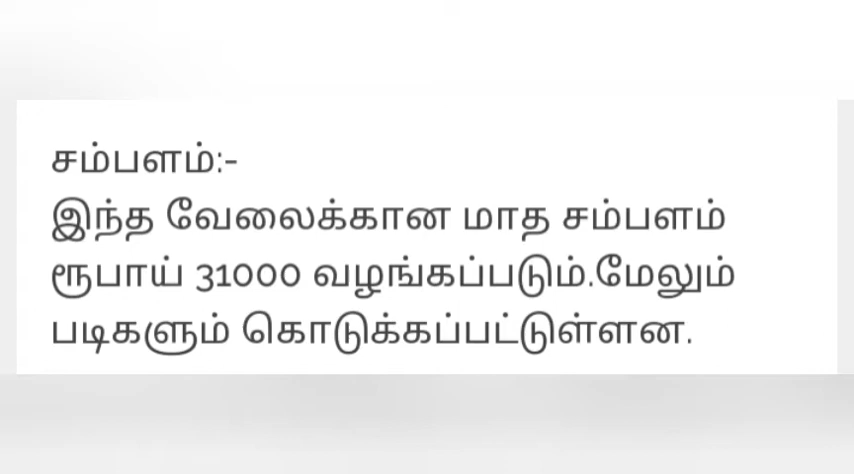 சம்பளம்:-
இந்த வேலைக்கான மாத சம்பளம்
ரூபாய் 31000 வழங்கப்படும்.மேலும்
படிகளும் கொடுக்கப்பட்டுள்ளன.